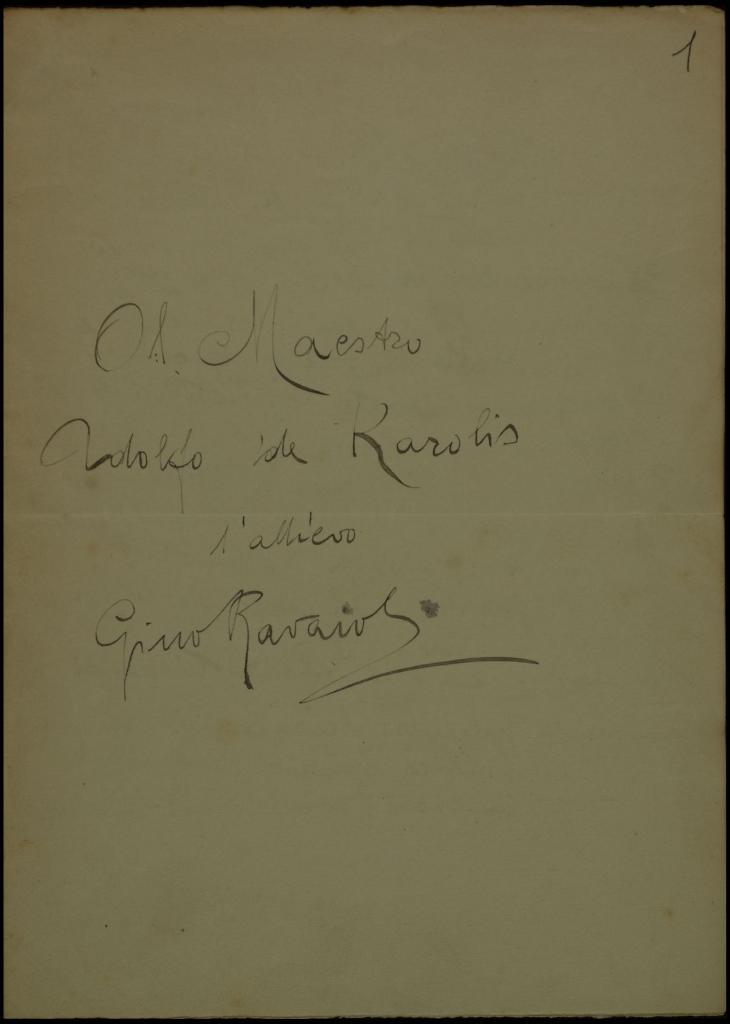 1
Al Maestro
Adolfo de Karolis
l'allievo
Gino Ravaioli